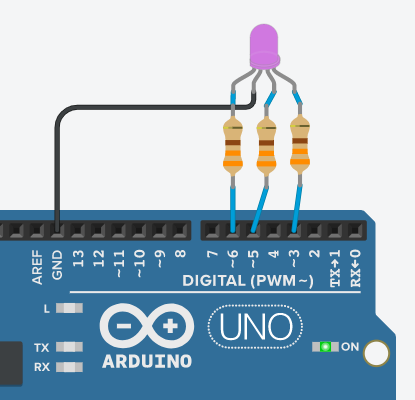 AREF
GND
13
12
~11
~10
~9
8
7
~6
~5
4
~3
2
TX→1
RX←0
DIGITAL (PWM~)
L
TX
RX
UNO
ARDUINO
ON